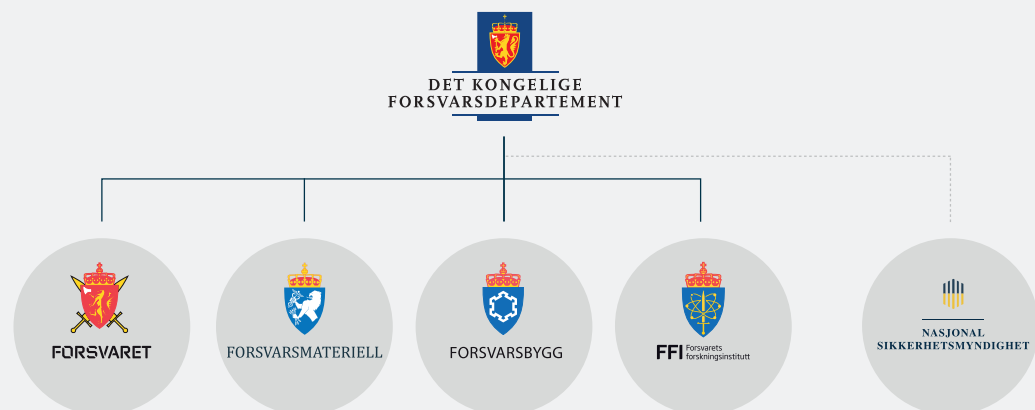 DET KONGELIGE
FORSVARSDEPARTEMENT
FORSVARET
FORSVARSMATERIELL
FORSVARSBYGG
FFI Forsvarets
forskningsinstitutt
NASJONAL
SIKKERHETSMYNDIGHET